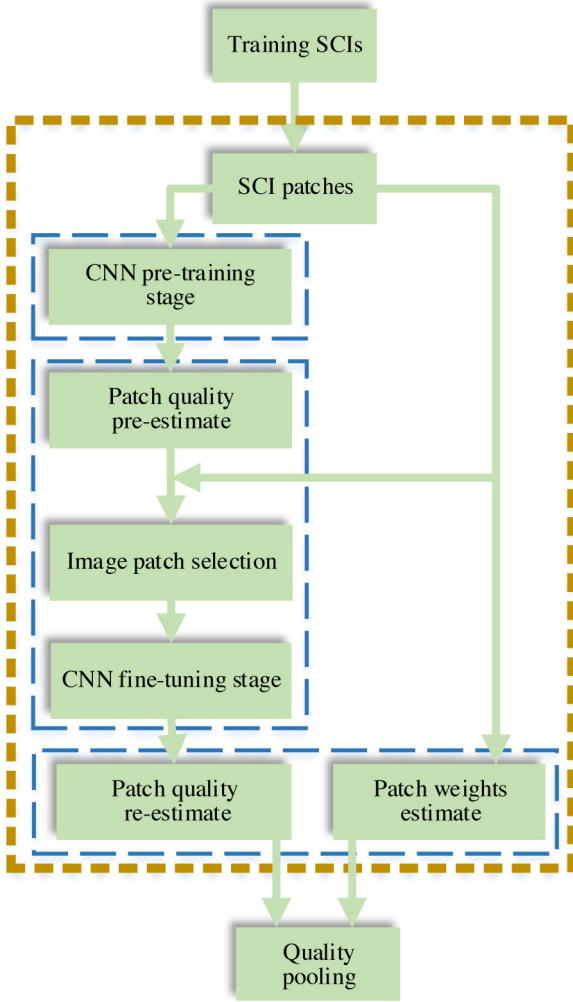 Training SCIs
SCI patches
CNN pre-training
stage
Patch quality
pre-estimate
Image patch selection
CNN fine-tuning stage
Patch quality
re-estimate
Patch weights
estimate
Quality
pooling